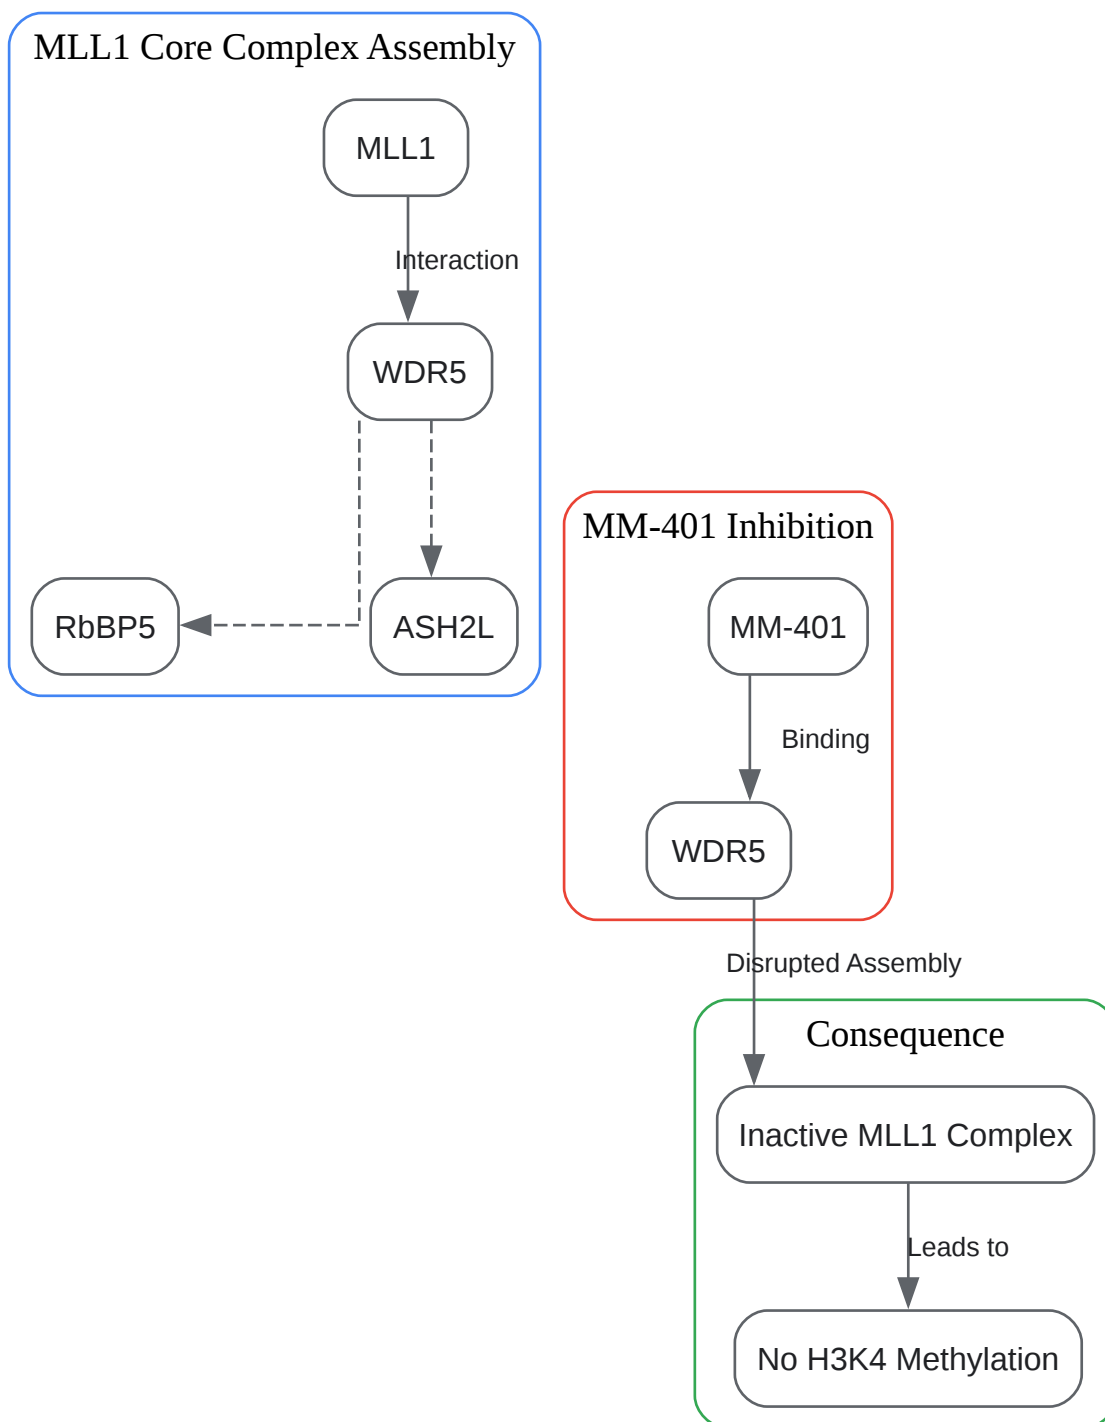 MLL1 Core Complex Assembly
MLL1
Interaction
WDR5
RbBP5
ASH2L
MM-401 Inhibition
MM-401
Binding
WDR5
Disrupted Assembly
Consequence
Inactive MLL1 Complex
Leads to
No H3K4 Methylation